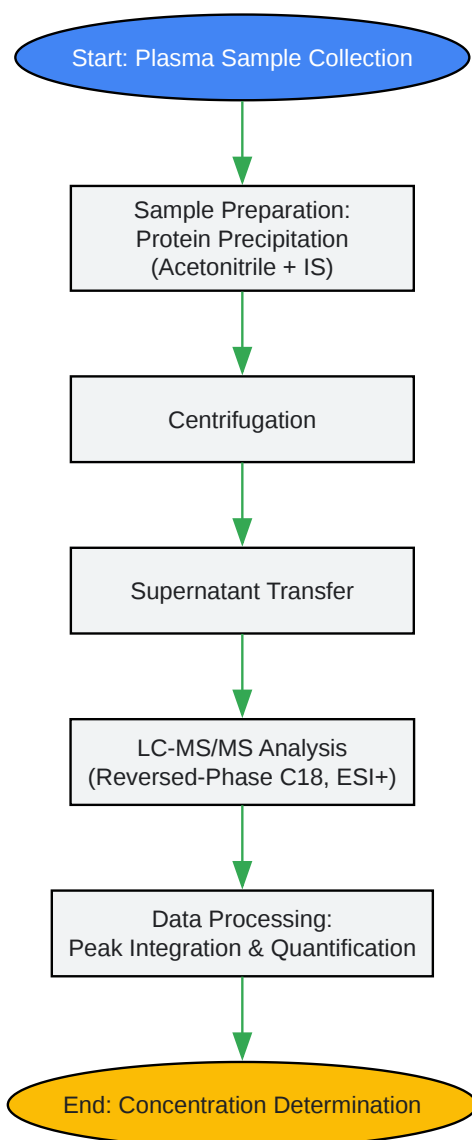 Start: Plasma Sample Collection
Sample Preparation:
Protein Precipitation
(Acetonitrile + IS)
Centrifugation
Supernatant Transfer
LC-MS/MS Analysis
(Reversed-Phase C18, ESI+)
Data Processing:
Peak Integration & Quantification
End: Concentration Determination